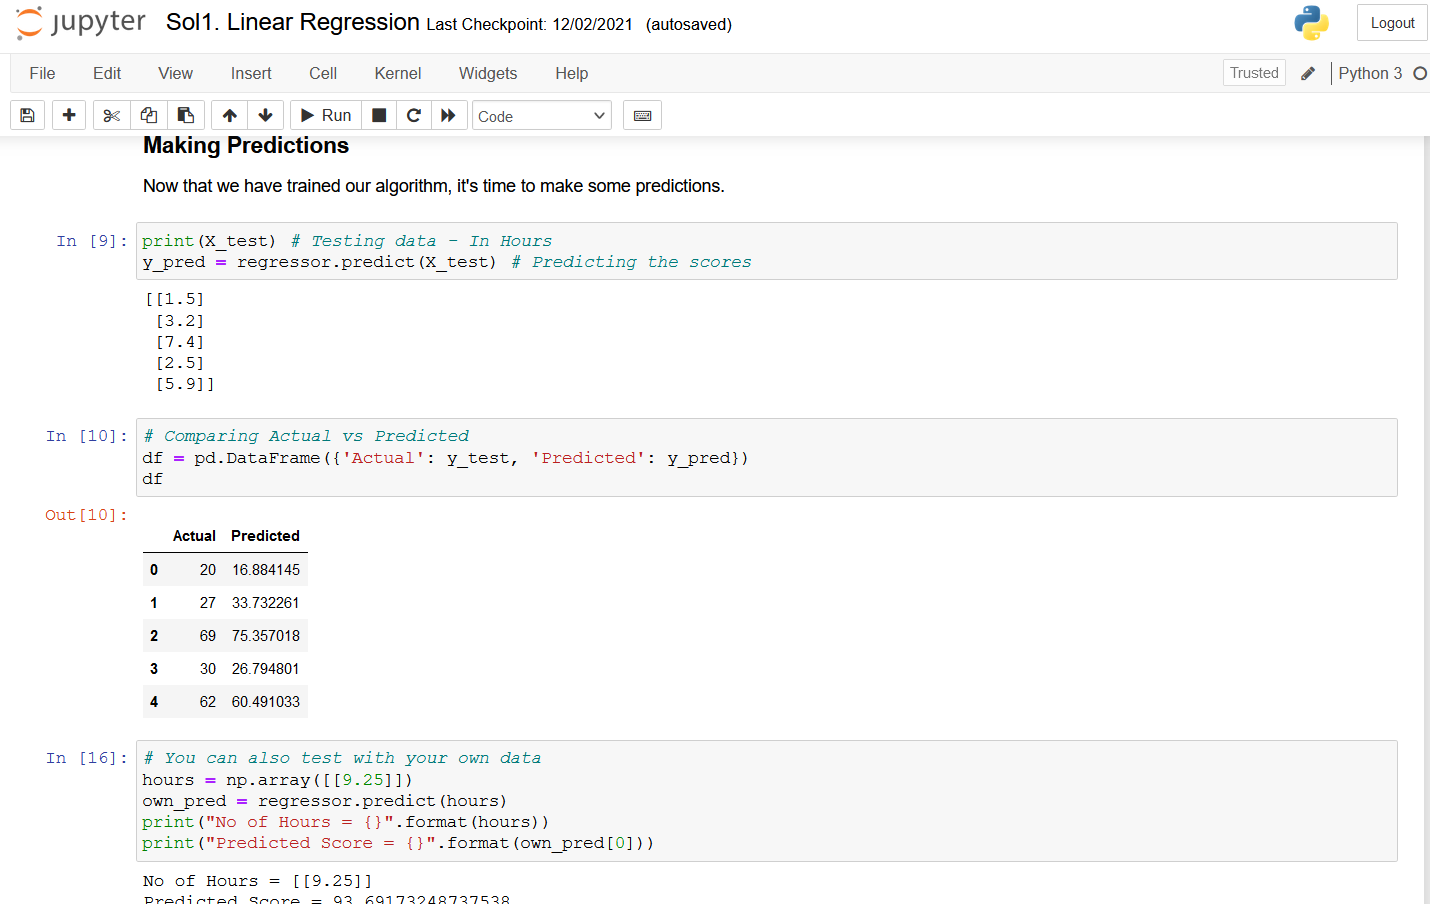 jupyter Sol1. Linear Regression Last Checkpoint: 12/02/2021 (autosaved) Logout
File Edit View Insert Cell Kernel Widgets Help Trusted Python 3
Run Code
Making Predictions
Now that we have trained our algorithm, it's time to make some predictions.
In [9]: print(X_test) # Testing data - In Hours
y_pred = regressor.predict(X_test) # Predicting the scores
[[1.5]
[3.2]
[7.4]
[2.5]
[5.9]]
In [10]: # Comparing Actual vs Predicted
df = pd.DataFrame({'Actual': y_test, 'Predicted': y_pred})
df
Out[10]:
Actual Predicted
0 20 16.884145
1 27 33.732261
2 69 75.357018
3 30 26.794801
4 62 60.491033
In [16]: # You can also test with your own data
hours = np.array([[9.25]])
own_pred = regressor.predict(hours)
print("No of Hours = {}".format(hours))
print("Predicted Score = {}".format(own_pred[0]))
No of Hours = [[9.25]]
Predicted Score = 93.69173248737538